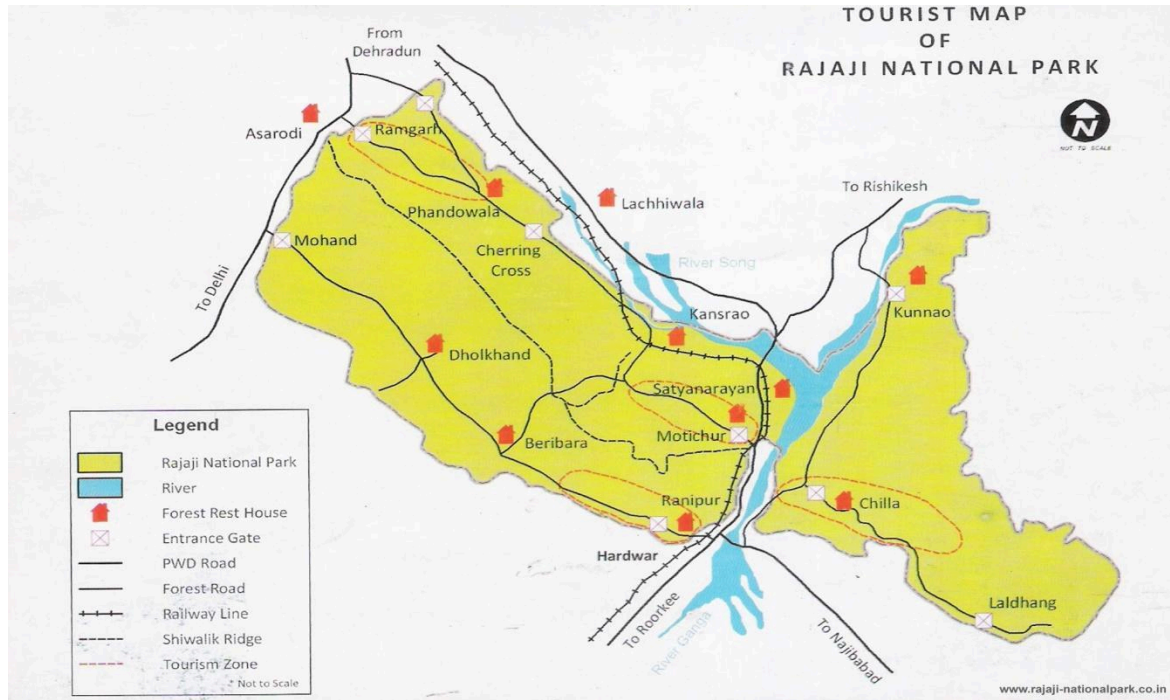 TOURIST MAP
OF
RAJAJI NATIONAL PARK
N
NOT TO SCALE
From
Dehradun
Asarodi
Ramgarh
Phandowala
Lachhiwala
To Rishikesh
Mohand
Cherring
Cross
River Song
To Delhi
Kansrao
Kunnao
Dholkhand
Satyanarayan
Beribara
Motichur
Ranipur
Chilla
Hardwar
Laldhang
To Roorkee
River Ganga
To Najibabad
Legend
Rajaji National Park
River
Forest Rest House
Entrance Gate
PWD Road
Forest Road
Railway Line
Shiwalik Ridge
Tourism Zone
* Not to Scale
www.rajaji-nationalpark.co.in